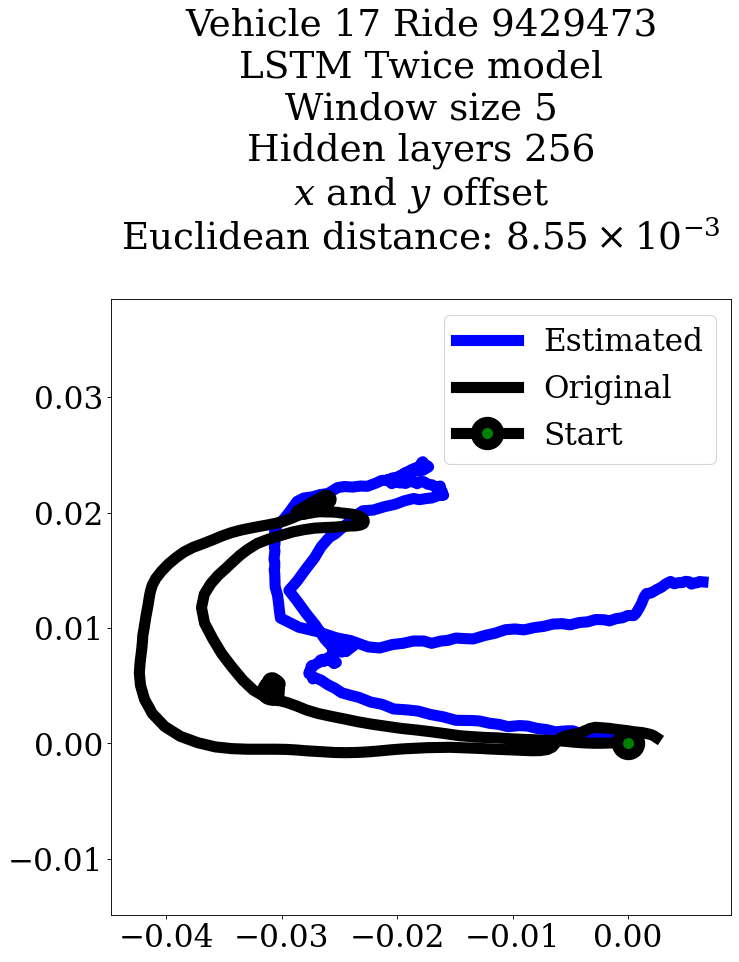 Vehicle 17 Ride 9429473
LSTM Twice model
Window size 5
Hidden layers 256
x and y offset
Euclidean distance: 8.55 × 10⁻³
Estimated
Original
Start
0.03
0.02
0.01
0.00
−0.01
−0.04 −0.03 −0.02 −0.01 0.00